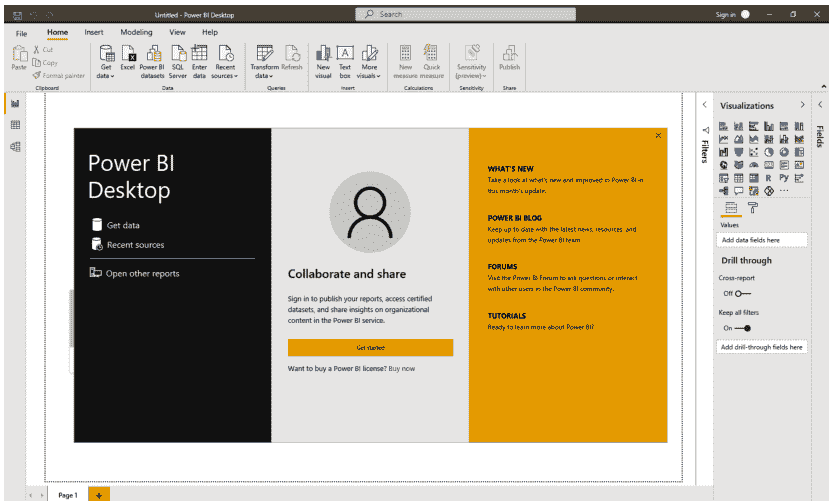 Untitled - Power BI Desktop
Search
Sign in
File
Home
Insert
Modeling
View
Help
Paste
Cut
Copy
Format painter
Clipboard
Get data
Excel
Power BI datasets
SQL Server
Enter data
Recent sources
Data
Transform data
Refresh
Queries
New visual
Text box
More visuals
Insert
New measure
Quick measure
Calculations
Sensitivity (preview)
Sensitivity
Publish
Share
Power BI
Desktop
Get data
Recent sources
Open other reports
Collaborate and share
Sign in to publish your reports, access certified
datasets, and share insights on organizational
content in the Power BI service.
Get started
Want to buy a Power BI license? Buy now
WHAT'S NEW
Take a look at what's new and improved in Power BI in
this month's update.
POWER BI BLOG
Keep up to date with the latest news, resources, and
updates from the Power BI team.
FORUMS
Visit the Power BI Forum to ask questions or interact
with other users in the Power BI community.
TUTORIALS
Ready to learn more about Power BI?
Filters
Visualizations
R
Py
Values
Add data fields here
Drill through
Cross-report
Off
Keep all filters
On
Add drill-through fields here
Fields
Page 1